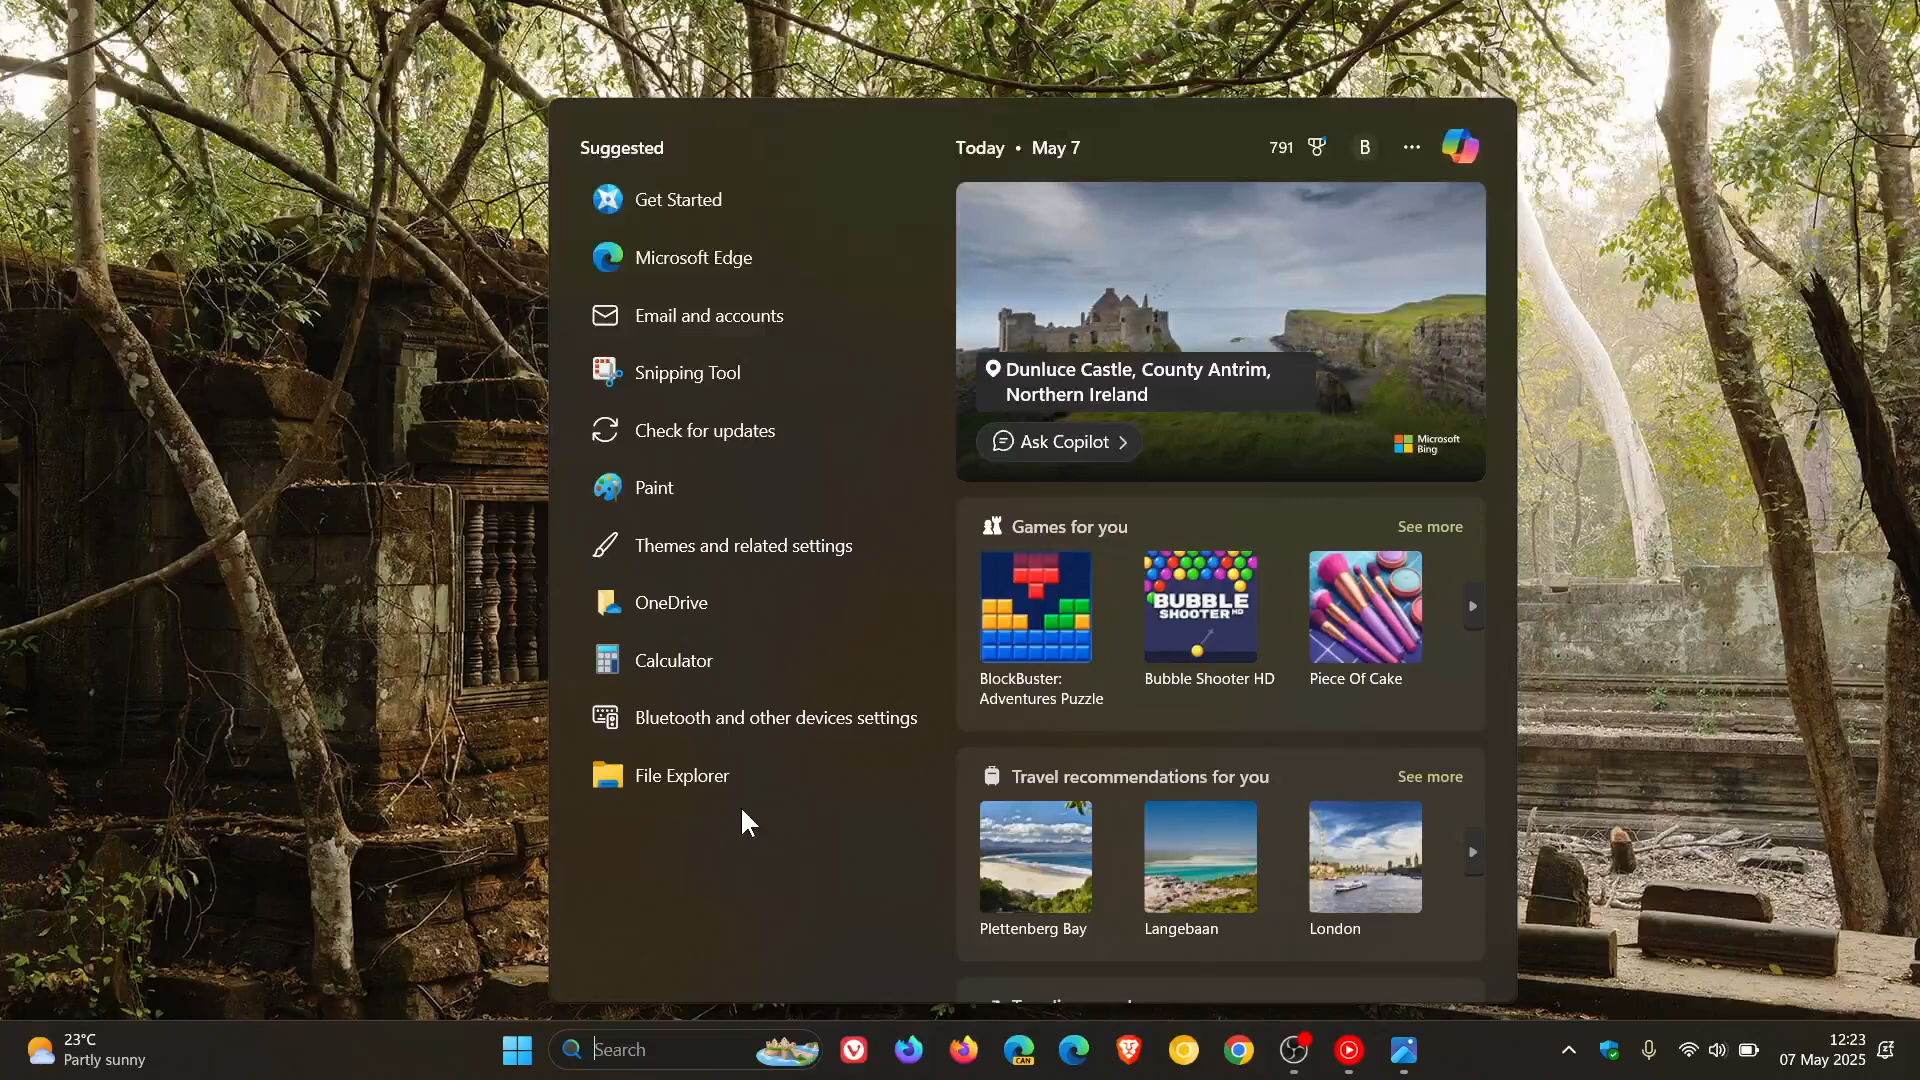 Suggested
Get Started
Microsoft Edge
Email and accounts
Snipping Tool
Check for updates
Paint
Themes and related settings
OneDrive
Calculator
Bluetooth and other devices settings
File Explorer
Today • May 7
791
B
Dunluce Castle, County Antrim,
Northern Ireland
Ask Copilot
Microsoft
Bing
Games for you
See more
BUBBLE
SHOOTER HD
BlockBuster:
Adventures Puzzle
Bubble Shooter HD
Piece Of Cake
Travel recommendations for you
See more
Plettenberg Bay
Langebaan
London
23°C
Partly sunny
Search
CAN
12:23
07 May 2025